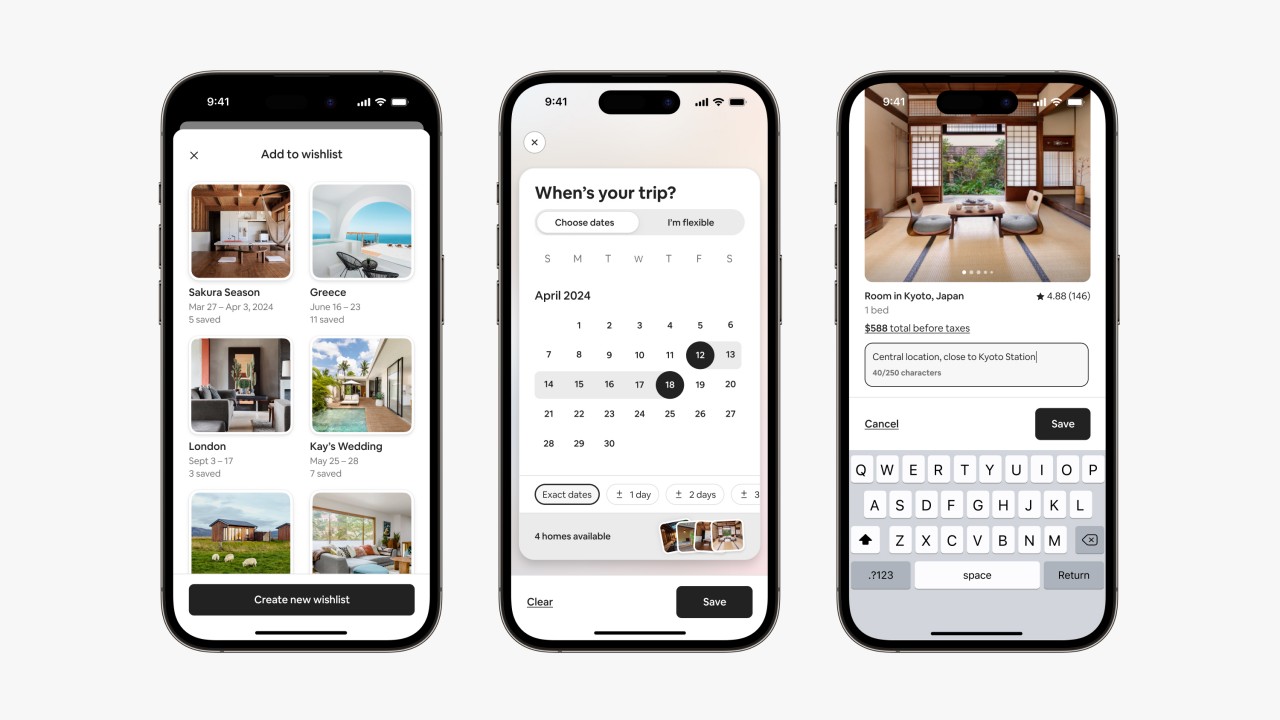 9:41
Add to wishlist
Sakura Season
Mar 27 – Apr 3, 2024
5 saved
Greece
June 16 – 23
11 saved
London
Sept 3 – 17
3 saved
Kay's Wedding
May 25 – 28
7 saved
Create new wishlist
9:41
When's your trip?
Choose dates I'm flexible
S M T W T F S
April 2024
1 2 3 4 5 6
7 8 9 10 11 12 13
14 15 16 17 18 19 20
21 22 23 24 25 26 27
28 29 30
Exact dates ± 1 day ± 2 days ± 3
4 homes available
Clear Save
9:41
Room in Kyoto, Japan ★ 4.88 (146)
1 bed
$588 total before taxes
Central location, close to Kyoto Station
40/250 characters
Cancel Save
Q W E R T Y U I O P
A S D F G H J K L
Z X C V B N M
.?123 space Return